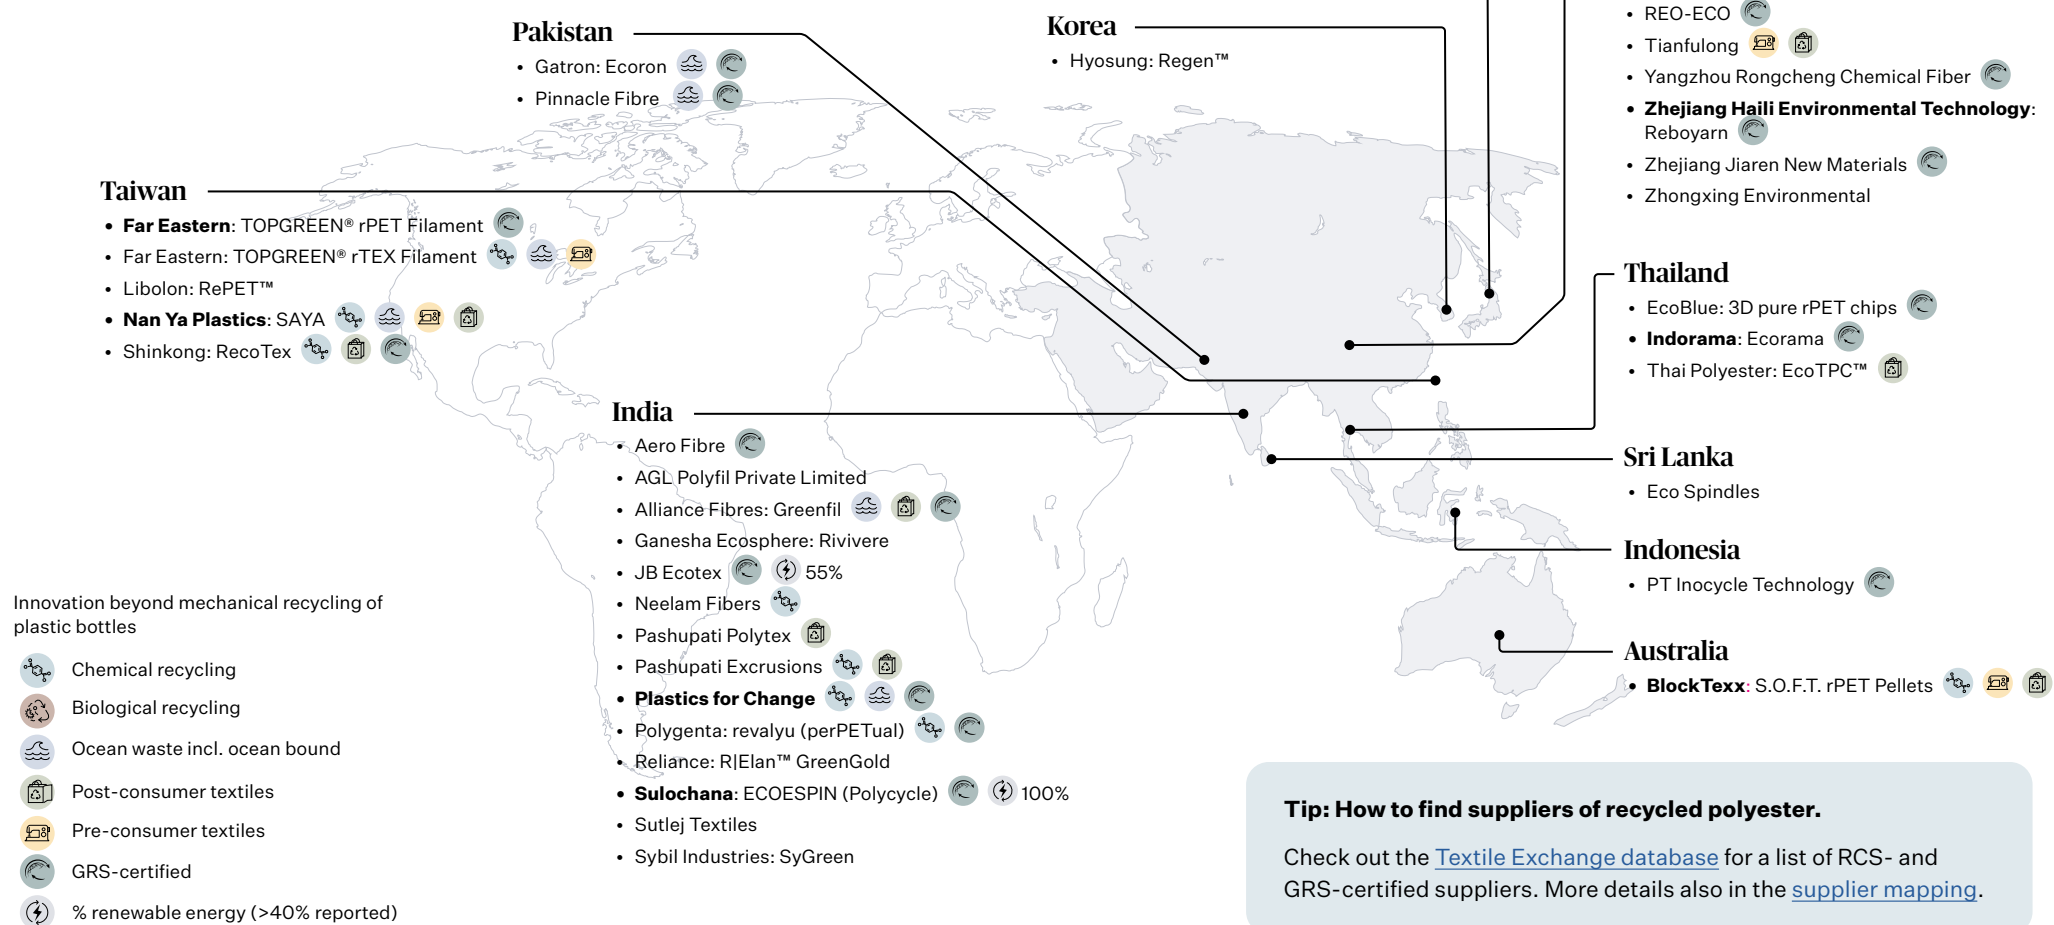 Pakistan
• Gatron: Ecoron
• Pinnacle Fibre
Korea
• Hyosung: Regen™
• REO-ECO
• Tianfulong
• Yangzhou Rongcheng Chemical Fiber
• Zhejiang Haili Environmental Technology:
Reboyarn
• Zhejiang Jiaren New Materials
• Zhongxing Environmental
Taiwan
• Far Eastern: TOPGREEN® rPET Filament
• Far Eastern: TOPGREEN® rTEX Filament
• Libolon: RePET™
• Nan Ya Plastics: SAYA
• Shinkong: RecoTex
Thailand
• EcoBlue: 3D pure rPET chips
• Indorama: Ecorama
• Thai Polyester: EcoTPC™
India
• Aero Fibre
• AGL Polyfil Private Limited
• Alliance Fibres: Greenfil
• Ganesha Ecosphere: Rivivere
• JB Ecotex 55%
• Neelam Fibers
• Pashupati Polytex
• Pashupati Excrusions
• Plastics for Change
• Polygenta: revalyu (perPETual)
• Reliance: R|Elan™ GreenGold
• Sulochana: ECOESPIN (Polycycle) 100%
• Sutlej Textiles
• Sybil Industries: SyGreen
Sri Lanka
• Eco Spindles
Indonesia
• PT Inocycle Technology
Australia
• BlockTexx: S.O.F.T. rPET Pellets
Innovation beyond mechanical recycling of
plastic bottles
Chemical recycling
Biological recycling
Ocean waste incl. ocean bound
Post-consumer textiles
Pre-consumer textiles
GRS-certified
% renewable energy (>40% reported)
Tip: How to find suppliers of recycled polyester.
Check out the Textile Exchange database for a list of RCS- and
GRS-certified suppliers. More details also in the supplier mapping.